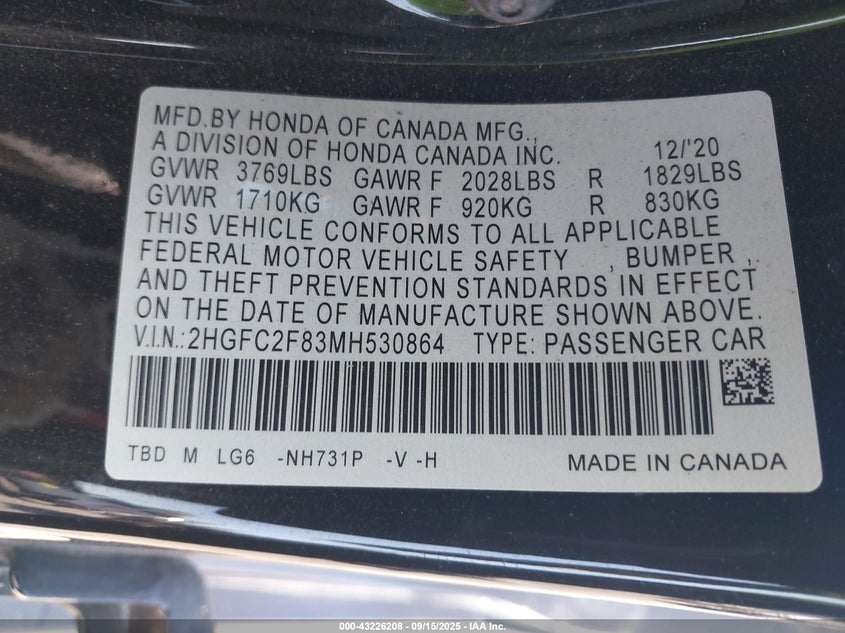 MFD.BY HONDA OF CANADA MFG.,
A DIVISION OF HONDA CANADA INC. 12/'20
GVWR 3769LBS GAWR F 2028LBS R 1829LBS
GVWR 1710KG GAWR F 920KG R 830KG
THIS VEHICLE CONFORMS TO ALL APPLICABLE
FEDERAL MOTOR VEHICLE SAFETY , BUMPER ,
AND THEFT PREVENTION STANDARDS IN EFFECT
ON THE DATE OF MANUFACTURE SHOWN ABOVE.
V.I.N.:2HGFC2F83MH530864 TYPE: PASSENGER CAR
TBD M LG6 -NH731P -V -H MADE IN CANADA
000-43226208 - 09/15/2025 - IAA Inc.